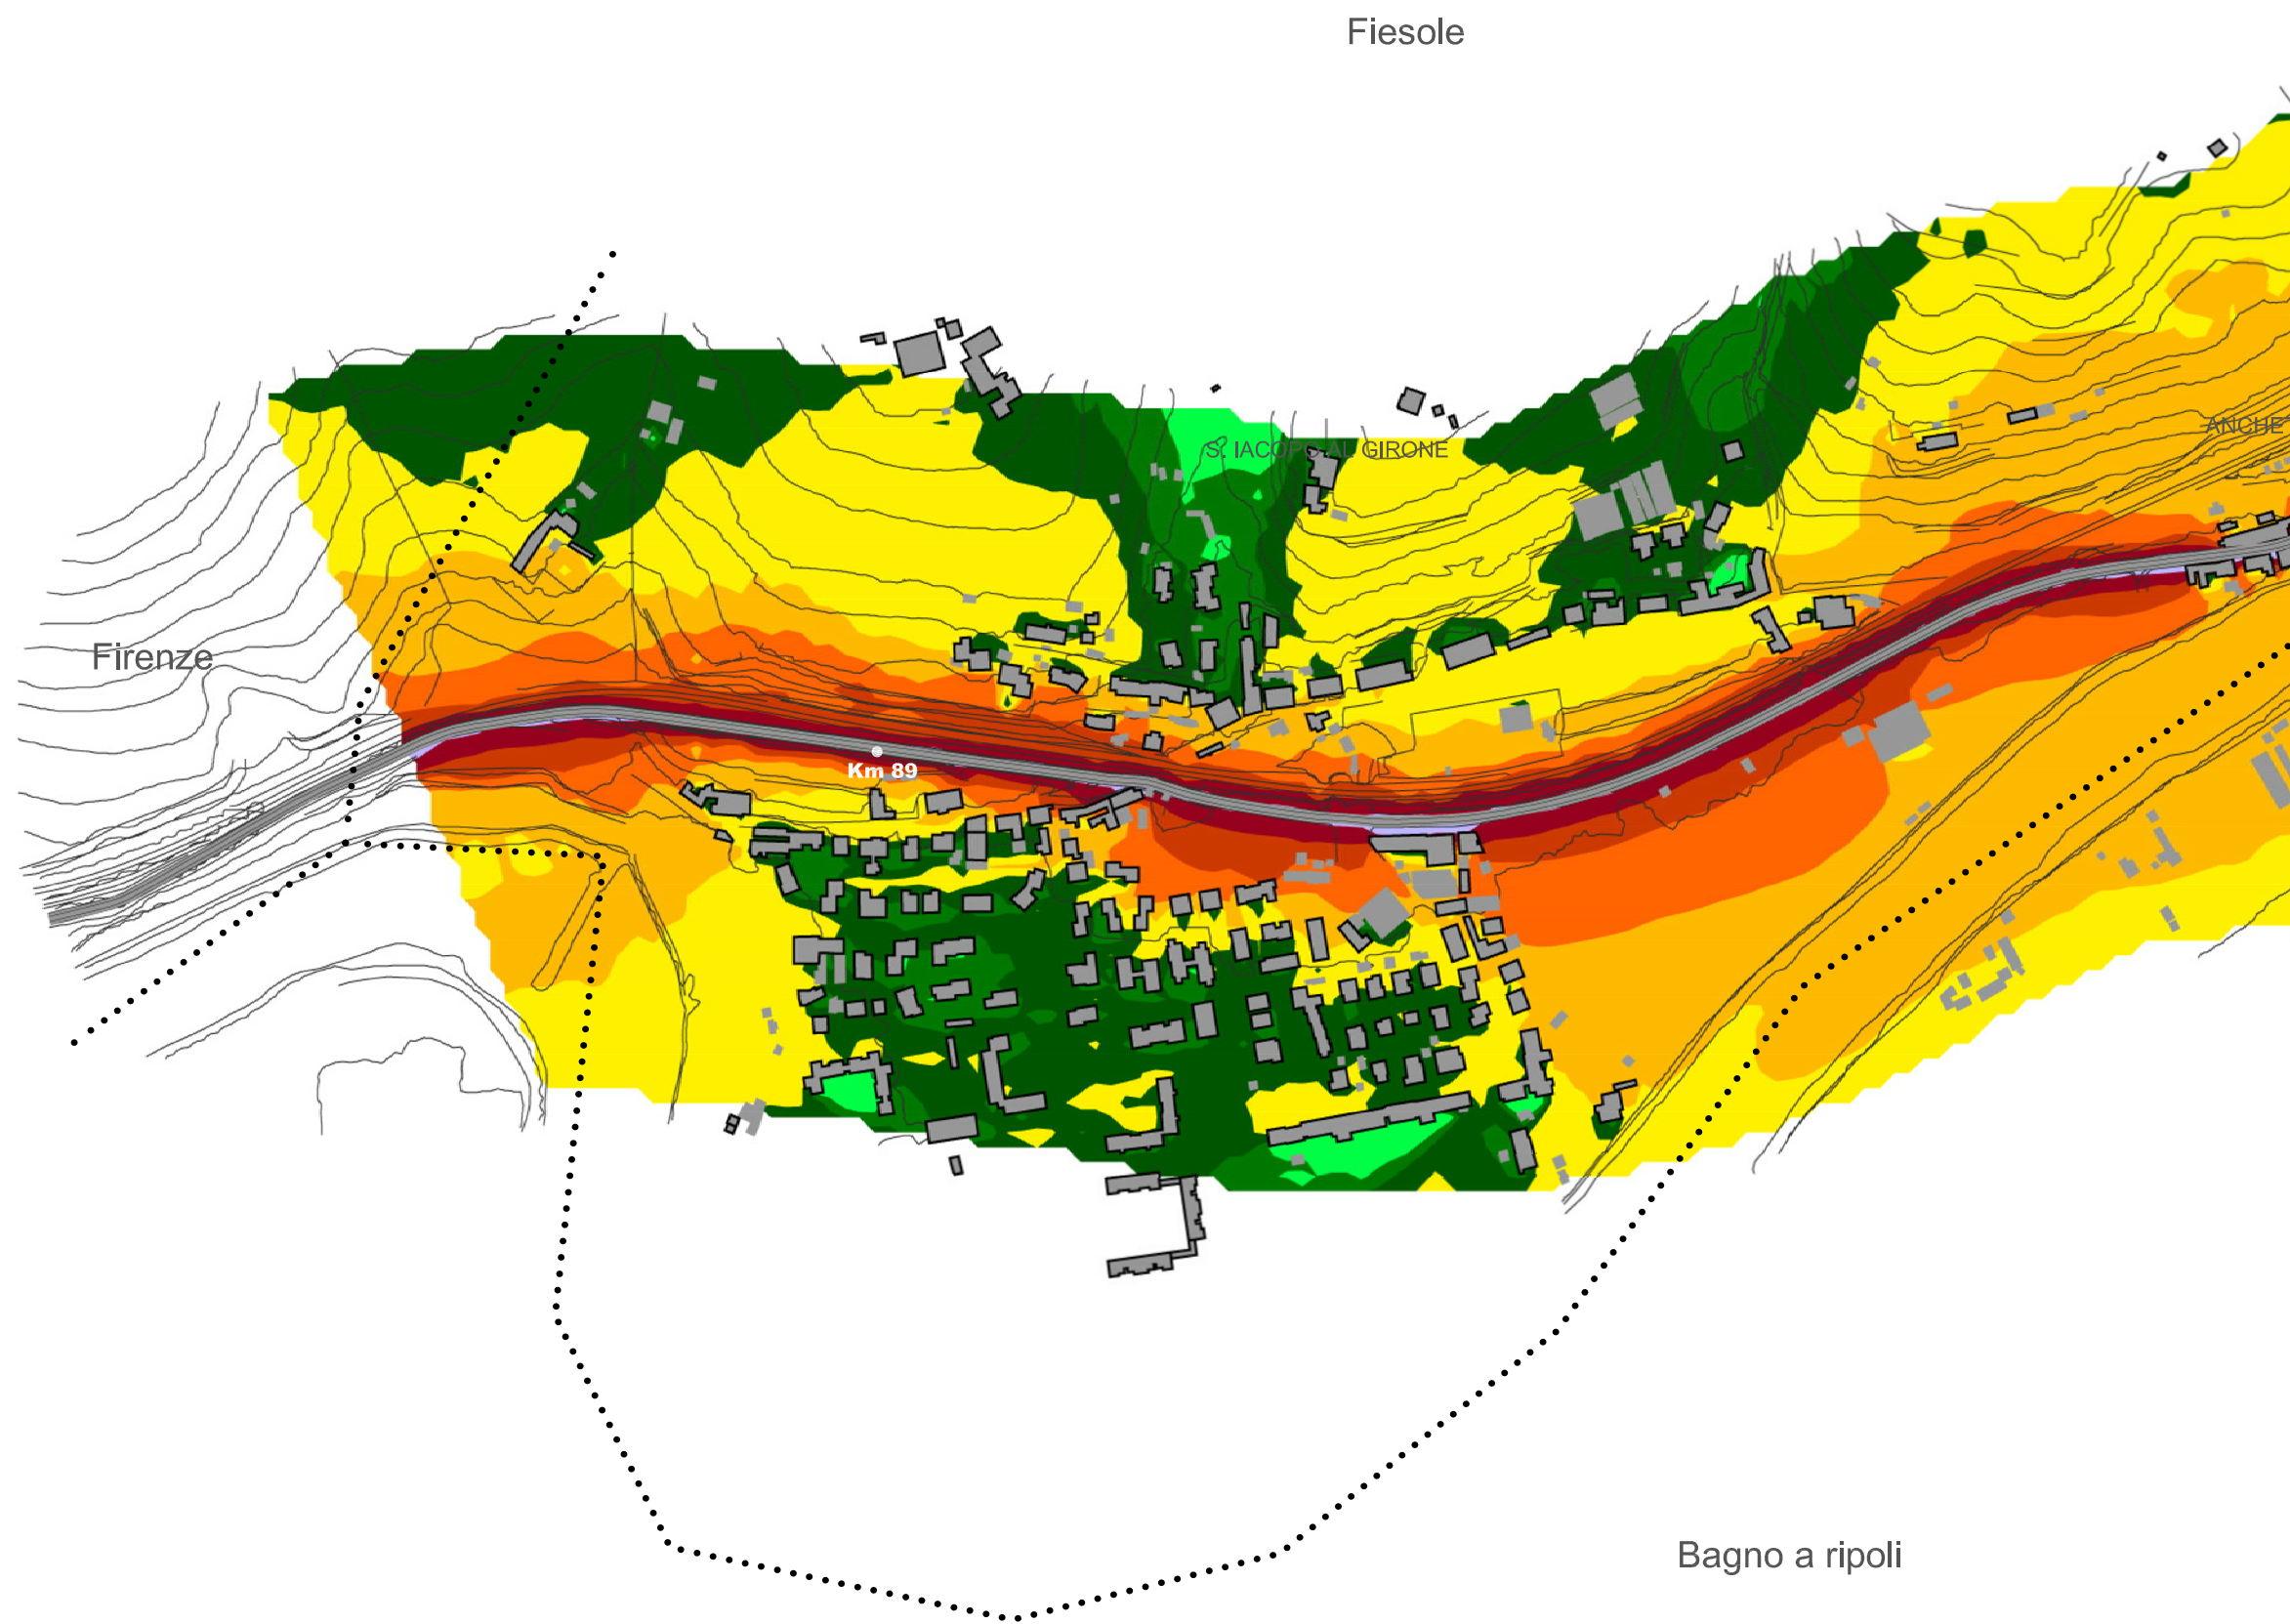 Fiesole
S. IACOPO AL GIRONE
ANCHE
Firenze
Km 89
Bagno a ripoli